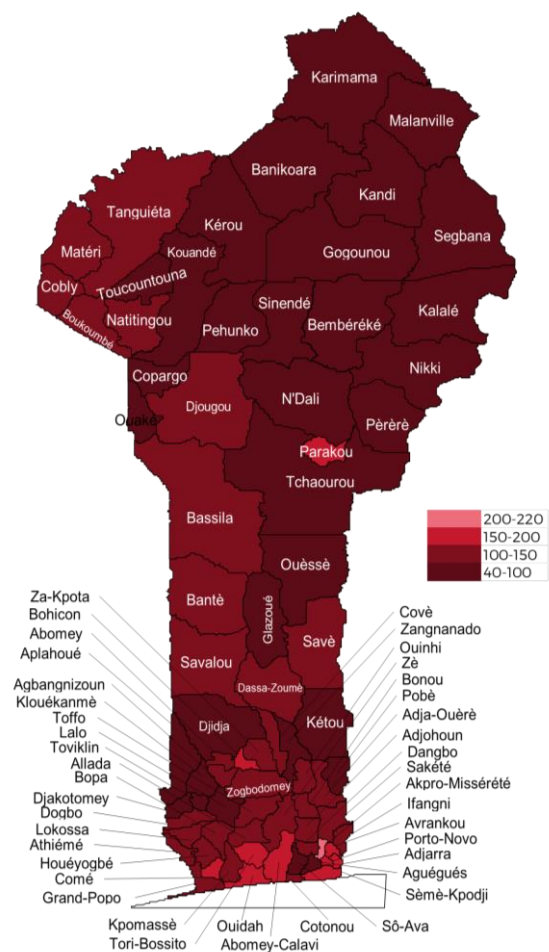 Karimama
Malanville
Banikoara
Kandi
Tanguiéta
Kérou
Segbana
Matéri
Kouandé
Gogounou
Cobly
Toucountouna
Sinendé
Kalalé
Boukoumbé
Natitingou
Pehunko
Bembéréké
Nikki
Copargo
Djougou
N'Dali
Pèrèrè
Ouaké
Parakou
Tchaourou
Bassila
200-220
150-200
100-150
40-100
Ouèssè
Bantè
Glazoué
Savè
Savalou
Dassa-Zoumè
Djidja
Kétou
Zogbodomey
Za-Kpota
Bohicon
Abomey
Aplahoué
Agbangnizoun
Klouékanmè
Toffo
Lalo
Toviklin
Allada
Bopa
Djakotomey
Dogbo
Lokossa
Athiémé
Houéyogbé
Comé
Grand-Popo
Kpomassè
Tori-Bossito
Ouidah
Abomey-Calavi
Cotonou
Sô-Ava
Covè
Zangnanado
Ouinhi
Zè
Bonou
Pobè
Adja-Ouèrè
Adjohoun
Dangbo
Sakété
Akpro-Missérété
Ifangni
Avrankou
Porto-Novo
Adjarra
Aguégués
Sèmè-Kpodji